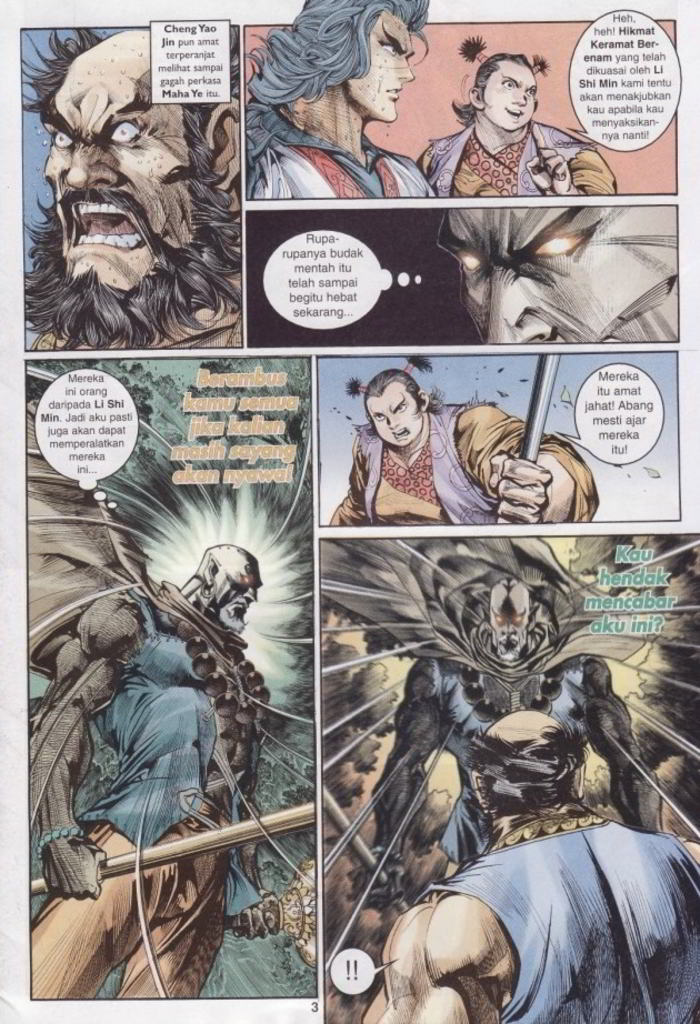 Cheng Yao
Jin pun amat
terperanjat
melihat sampai
gagah perkasa
Maha Ye itu.
Heh,
heh! Hikmat
Keramat Ber-
enam yang telah
dikuasai oleh Li
Shi Min kami tentu
akan menakjubkan
kau apabila kau
menyaksikan-
nya nanti!
Rupa-
rupanya budak
mentah itu
telah sampai
begitu hebat
sekarang...
Mereka
ini orang
daripada Li Shi
Min. Jadi aku pasti
juga akan dapat
memperalatkan
mereka
ini...
Berambus
kamu semua
jika kalian
masih sayang
akan nyawa!
Mereka
itu amat
jahat! Abang
mesti ajar
mereka
itu!
Kau
hendak
mencabar
aku ini?
!!
3